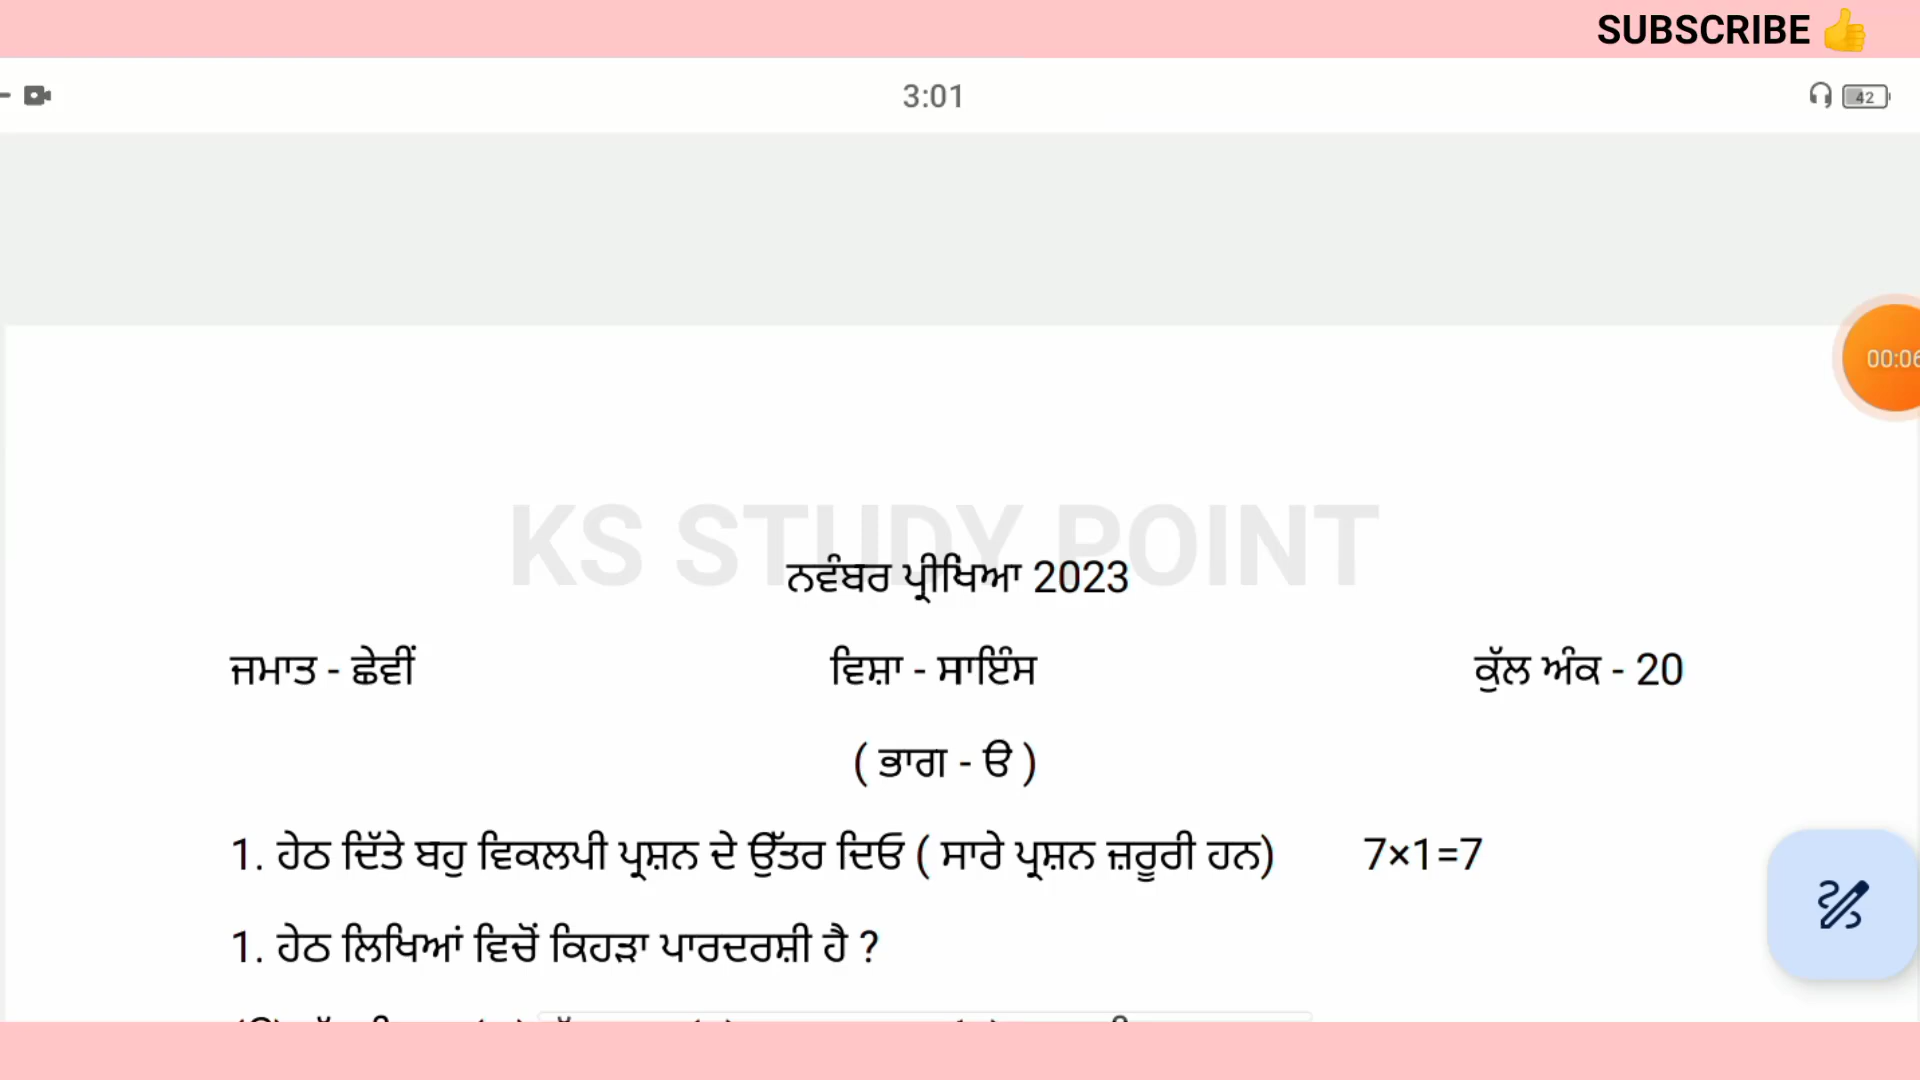 SUBSCRIBE 👍
3:01
42
00:06
KS STUDY POINT
ਨਵੰਬਰ ਪ੍ਰੀਖਿਆ 2023
ਜਮਾਤ - ਛੇਵੀਂ ਵਿਸ਼ਾ - ਸਾਇੰਸ ਕੁੱਲ ਅੰਕ - 20
( ਭਾਗ - ੳ )
1. ਹੇਠ ਦਿੱਤੇ ਬਹੁ ਵਿਕਲਪੀ ਪ੍ਰਸ਼ਨ ਦੇ ਉੱਤਰ ਦਿਓ ( ਸਾਰੇ ਪ੍ਰਸ਼ਨ ਜ਼ਰੂਰੀ ਹਨ) 7×1=7
1. ਹੇਠ ਲਿਖਿਆਂ ਵਿਚੋਂ ਕਿਹੜਾ ਪਾਰਦਰਸ਼ੀ ਹੈ ?